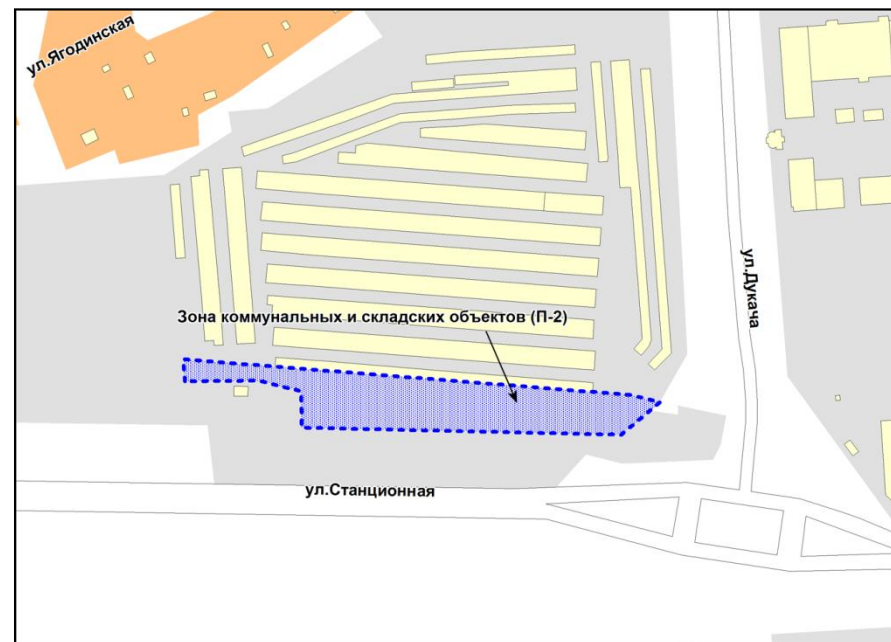 ул.Ягодинская
ул.Дукача
Зона коммунальных и складских объектов (П-2)
ул.Станционная